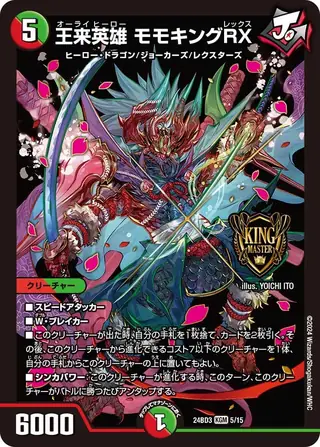 5
オーライ ヒーロー
レックス
王来英雄 モモキングRX
ヒーロー・ドラゴン/ジョーカーズ/レクスターズ
KING
MASTER
illus. YOICHI ITO
クリーチャー
■スピードアタッカー
■W・ブレイカー
■このクリーチャーが出た時、自分の手札を1枚捨て、カードを2枚引く。そ
の後、このクリーチャーから進化できるコスト7以下のクリーチャーを1体、
自分の手札からこのクリーチャーの上に置いてもよい。
■シンカパワー:このクリーチャーが進化する時、このターン、このクリー
チャーがバトルに勝つたびアンタップする。
6000
1
24BD3 KGM 5/15